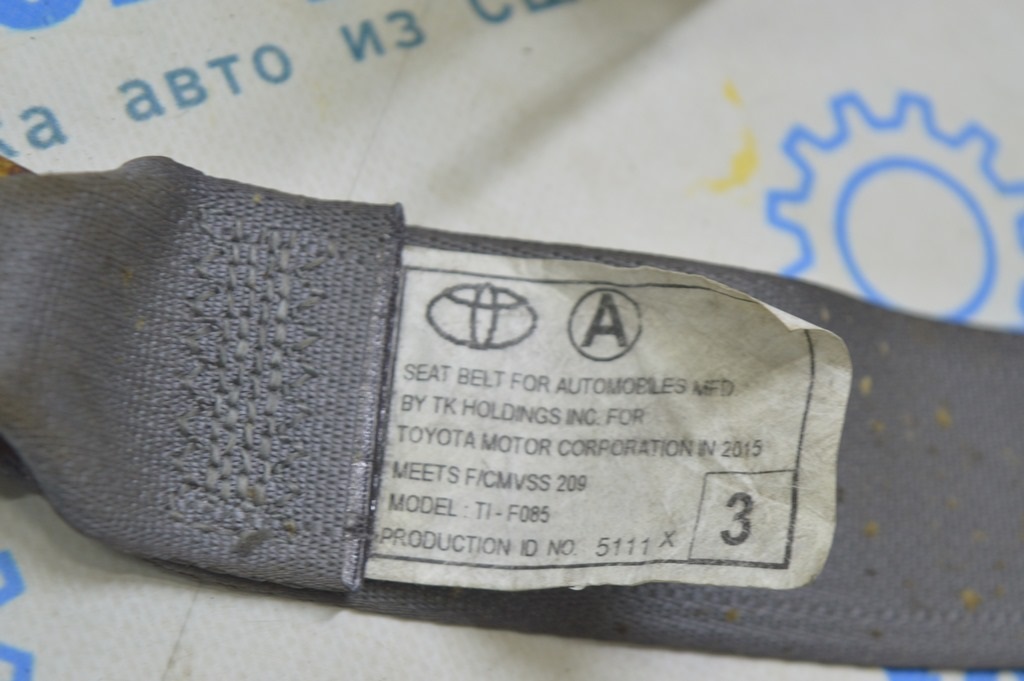 авто из
A
SEAT BELT FOR AUTOMOBILES MFD
BY TK HOLDINGS INC. FOR
TOYOTA MOTOR CORPORATION IN 2015
MEETS F/CMVSS 209
MODEL : TI - F085
PRODUCTION ID NO. 5111 X
3